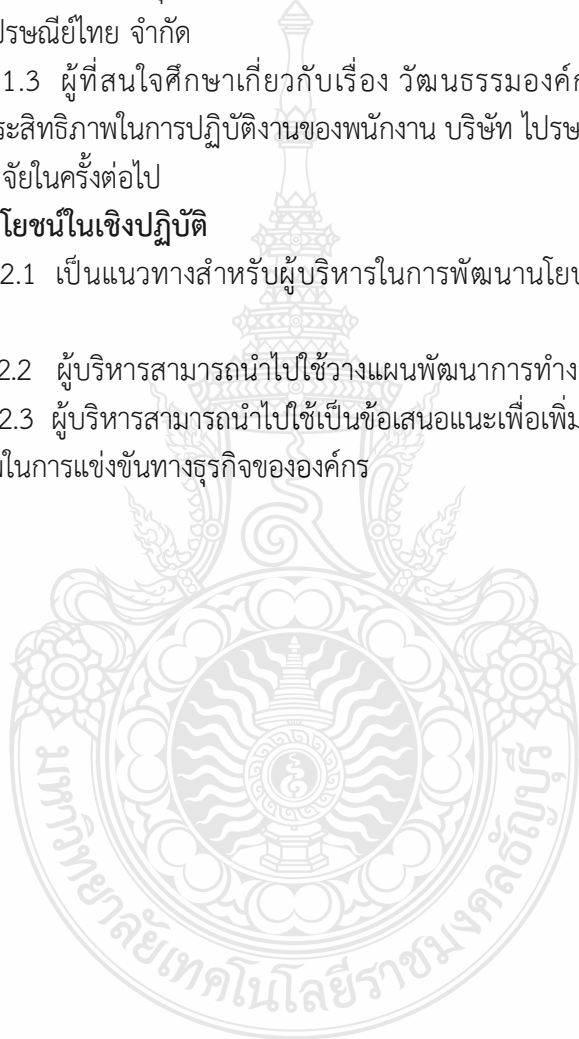 ปรษณีย์ไทย จำกัด
1.3 ผู้ที่สนใจศึกษาเกี่ยวกับเรื่อง วัฒนธรรมองค์ก
ระสิทธิภาพในการปฏิบัติงานของพนักงาน บริษัท ไปรษ
จัยในครั้งต่อไป
โยชน์ในเชิงปฏิบัติ
2.1 เป็นแนวทางสำหรับผู้บริหารในการพัฒนานโยบ
2.2 ผู้บริหารสามารถนำไปใช้วางแผนพัฒนาการทำง
2.3 ผู้บริหารสามารถนำไปใช้เป็นข้อเสนอแนะเพื่อเพิ่ม
ในการแข่งขันทางธุรกิจขององค์กร
มหาวิทยาลัยเทคโนโลยีราชมงคลธัญบุรี